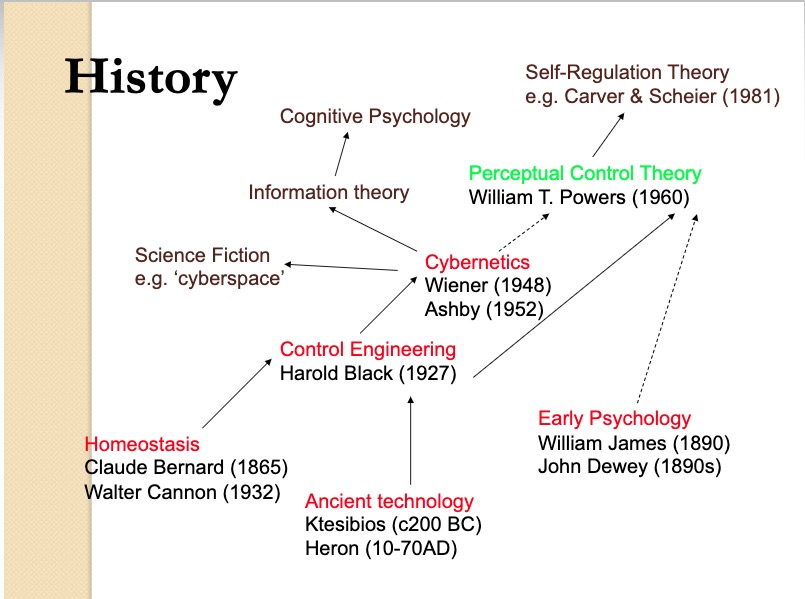 History
Self-Regulation Theory
e.g. Carver & Scheier (1981)
Cognitive Psychology
Perceptual Control Theory
William T. Powers (1960)
Information theory
Science Fiction
e.g. ‘cyberspace’
Cybernetics
Wiener (1948)
Ashby (1952)
Control Engineering
Harold Black (1927)
Early Psychology
William James (1890)
John Dewey (1890s)
Homeostasis
Claude Bernard (1865)
Walter Cannon (1932)
Ancient technology
Ktesibios (c200 BC)
Heron (10-70AD)